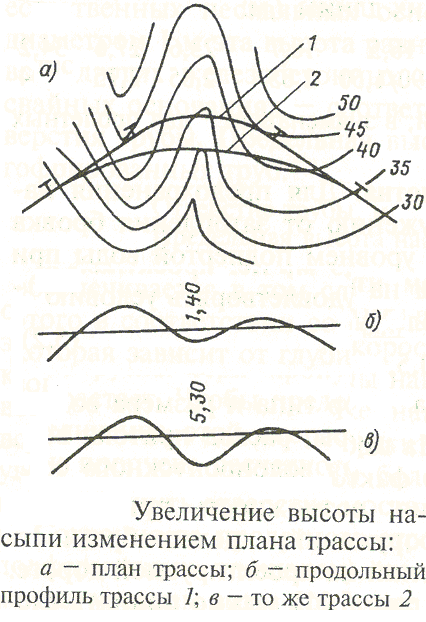 а)
1
2
50
45
40
35
30
1,40
б)
5,30
в)
Увеличение высоты на-
сыпи изменением плана трассы:
а – план трассы; б – продольный
профиль трассы 1; в – то же трассы 2